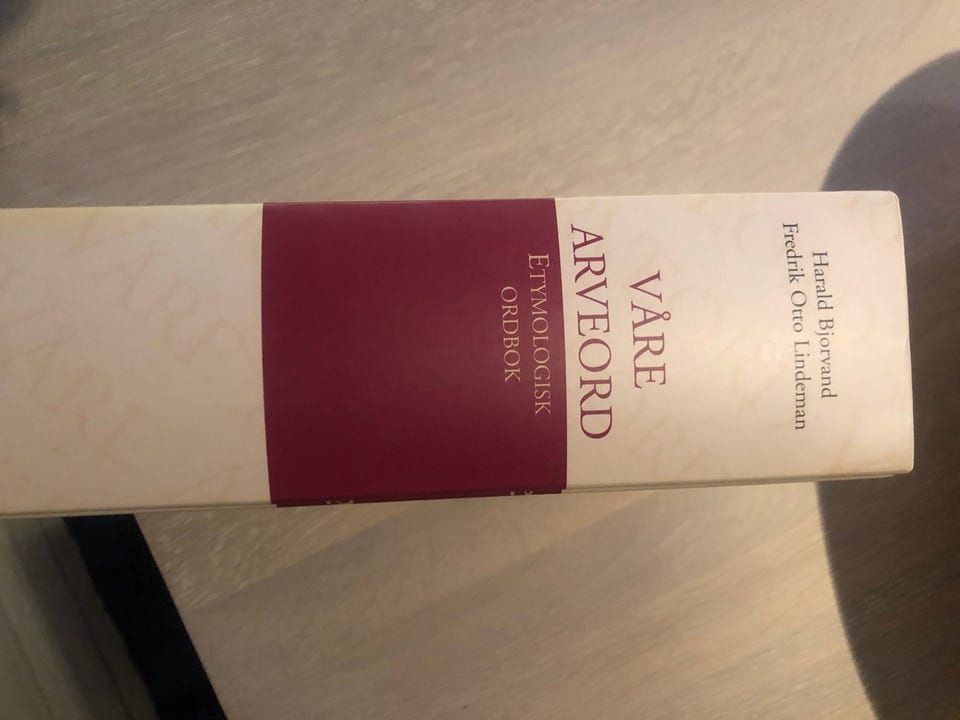 Harald Bjorvand
Fredrik Otto Lindeman
VÅRE
ARVEORD
ETYMOLOGISK
ORDBOK